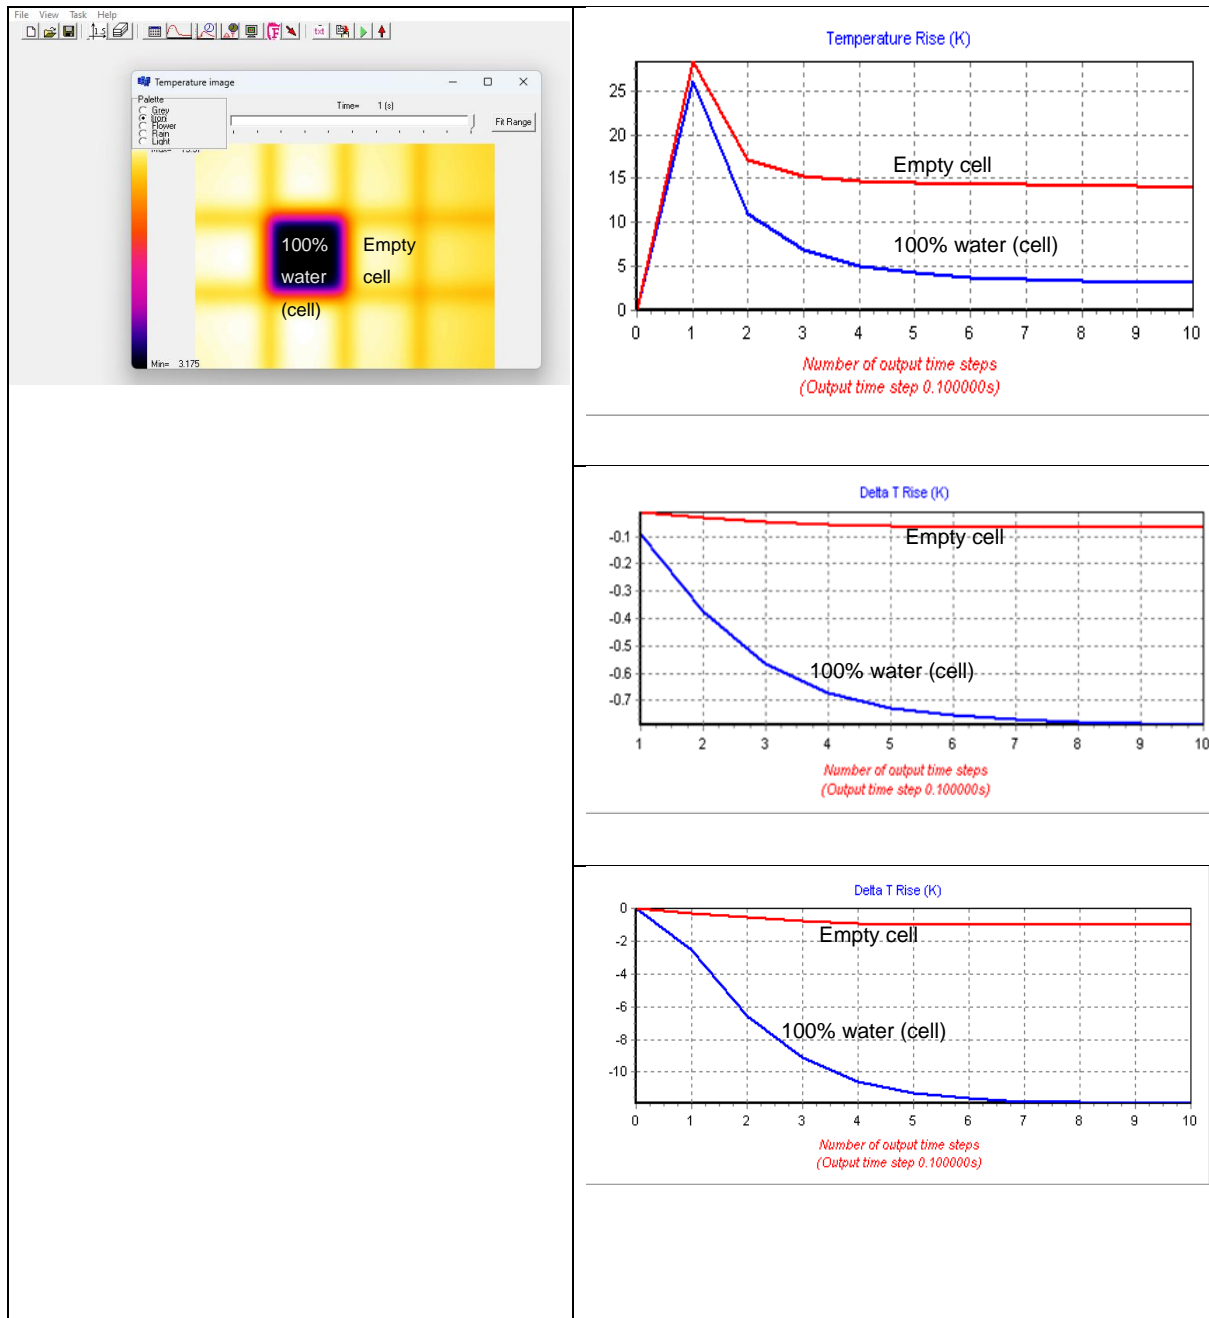 File View Task Help
Temperature image
Palette
Grey
Iron
Flower
Rain
Light
Time= 1 (s)
Fit Range
Min= 3.175
100%
water
(cell)
Empty
cell
Temperature Rise (K)
25
20
15
10
5
0
Empty cell
100% water (cell)
0 1 2 3 4 5 6 7 8 9 10
Number of output time steps
(Output time step 0.100000s)
Delta T Rise (K)
-0.1
-0.2
-0.3
-0.4
-0.5
-0.6
-0.7
Empty cell
100% water (cell)
1 2 3 4 5 6 7 8 9 10
Number of output time steps
(Output time step 0.100000s)
Delta T Rise (K)
0
-2
-4
-6
-8
-10
Empty cell
100% water (cell)
0 1 2 3 4 5 6 7 8 9 10
Number of output time steps
(Output time step 0.100000s)